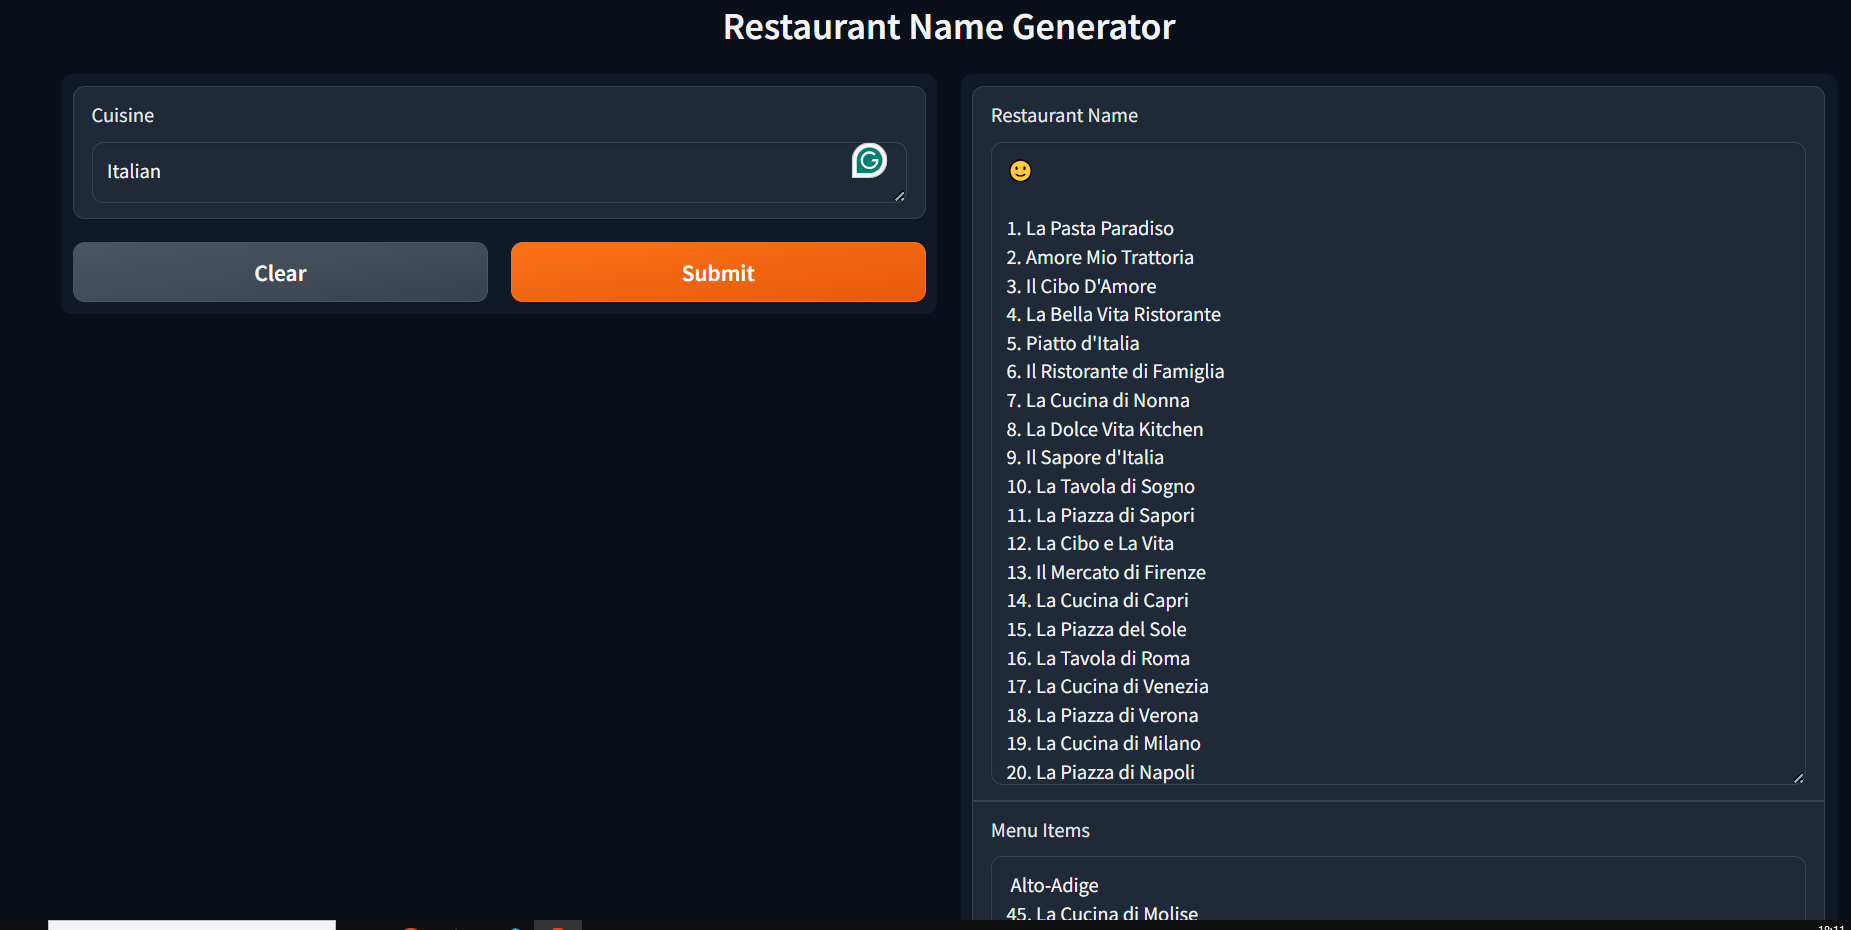 Restaurant Name Generator
Cuisine
Italian
Clear
Submit
Restaurant Name
1. La Pasta Paradiso
2. Amore Mio Trattoria
3. Il Cibo D'Amore
4. La Bella Vita Ristorante
5. Piatto d'Italia
6. Il Ristorante di Famiglia
7. La Cucina di Nonna
8. La Dolce Vita Kitchen
9. Il Sapore d'Italia
10. La Tavola di Sogno
11. La Piazza di Sapori
12. La Cibo e La Vita
13. Il Mercato di Firenze
14. La Cucina di Capri
15. La Piazza del Sole
16. La Tavola di Roma
17. La Cucina di Venezia
18. La Piazza di Verona
19. La Cucina di Milano
20. La Piazza di Napoli
Menu Items
Alto-Adige
45. La Cucina di Molise